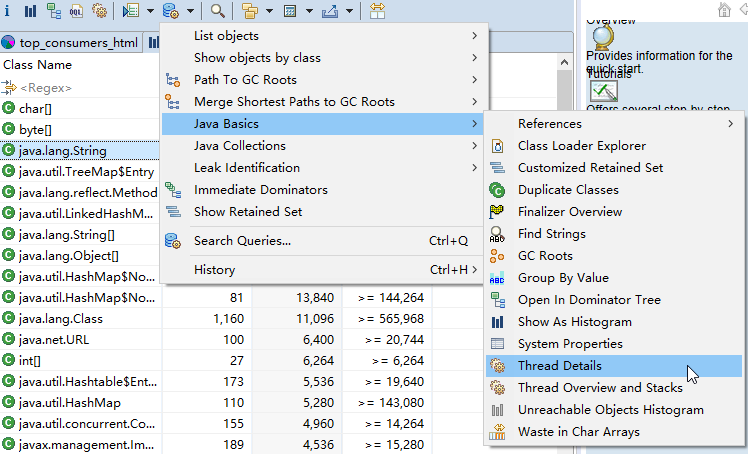 i
OQL
top_consumers_html
Class Name
<Regex>
char[]
byte[]
java.lang.String
java.util.TreeMap$Entry
java.lang.reflect.Method
java.util.LinkedHashM...
java.lang.String[]
java.lang.Object[]
java.util.HashMap$No...
java.util.HashMap$No... 81 13,840 >= 144,264
java.lang.Class 1,160 11,096 >= 565,968
java.net.URL 100 6,400 >= 20,744
int[] 27 6,264 >= 6,264
java.util.Hashtable$Ent... 173 5,536 >= 19,640
java.util.HashMap 110 5,280 >= 143,080
java.util.concurrent.Co... 155 4,960 >= 14,264
javax.management.Im... 189 4,536 >= 15,280
List objects
Show objects by class
Path To GC Roots
Merge Shortest Paths to GC Roots
Java Basics
Java Collections
Leak Identification
Immediate Dominators
Show Retained Set
Search Queries... Ctrl+Q
History Ctrl+H
References
Class Loader Explorer
Customized Retained Set
Duplicate Classes
Finalizer Overview
Find Strings
GC Roots
Group By Value
Open In Dominator Tree
Show As Histogram
System Properties
Thread Details
Thread Overview and Stacks
Unreachable Objects Histogram
Waste in Char Arrays
Overview
Provides information for the
quick start.
Tutorials
Offers several step-by-step